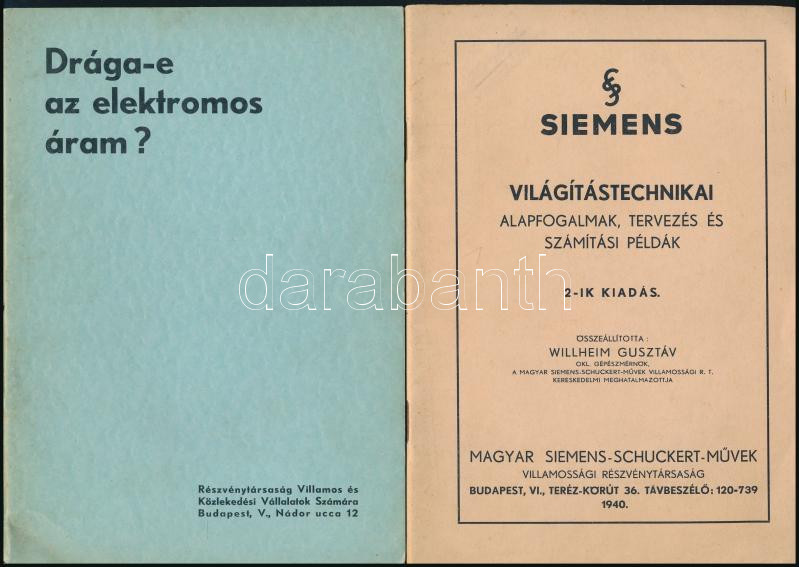 Drága-e
az elektromos
áram?
Részvénytársaság Villamos és
Közlekedési Vállalatok Számára
Budapest, V., Nádor ucca 12
SIEMENS
VILÁGÍTÁSTECHNIKAI
ALAPFOGALMAK, TERVEZÉS ÉS
SZÁMÍTÁSI PÉLDÁK
2-IK KIADÁS.
ÖSSZEÁLLÍTOTTA:
WILLHEIM GUSZTÁV
OKL. GÉPÉSZMÉRNÖK,
A MAGYAR SIEMENS-SCHUCKERT-MŰVEK VILLAMOSSÁGI R. T.
KERESKEDELMI MEGHATALMAZOTTJA
MAGYAR SIEMENS-SCHUCKERT-MŰVEK
VILLAMOSSÁGI RÉSZVÉNYTÁRSASÁG
BUDAPEST, VI., TERÉZ-KÖRÚT 36. TÁVBESZÉLŐ: 120-739
1940.
darabanth